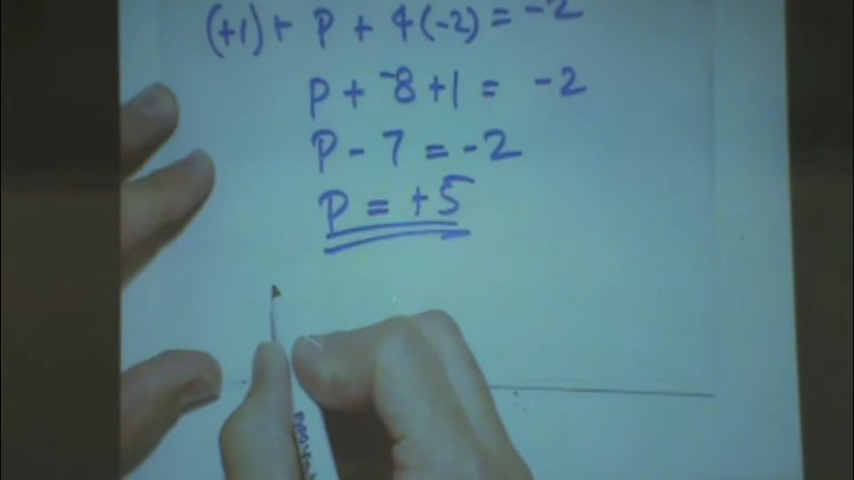 (+1) + P + 4(-2) = -2
P + -8 + 1 = -2
P - 7 = -2
P = +5